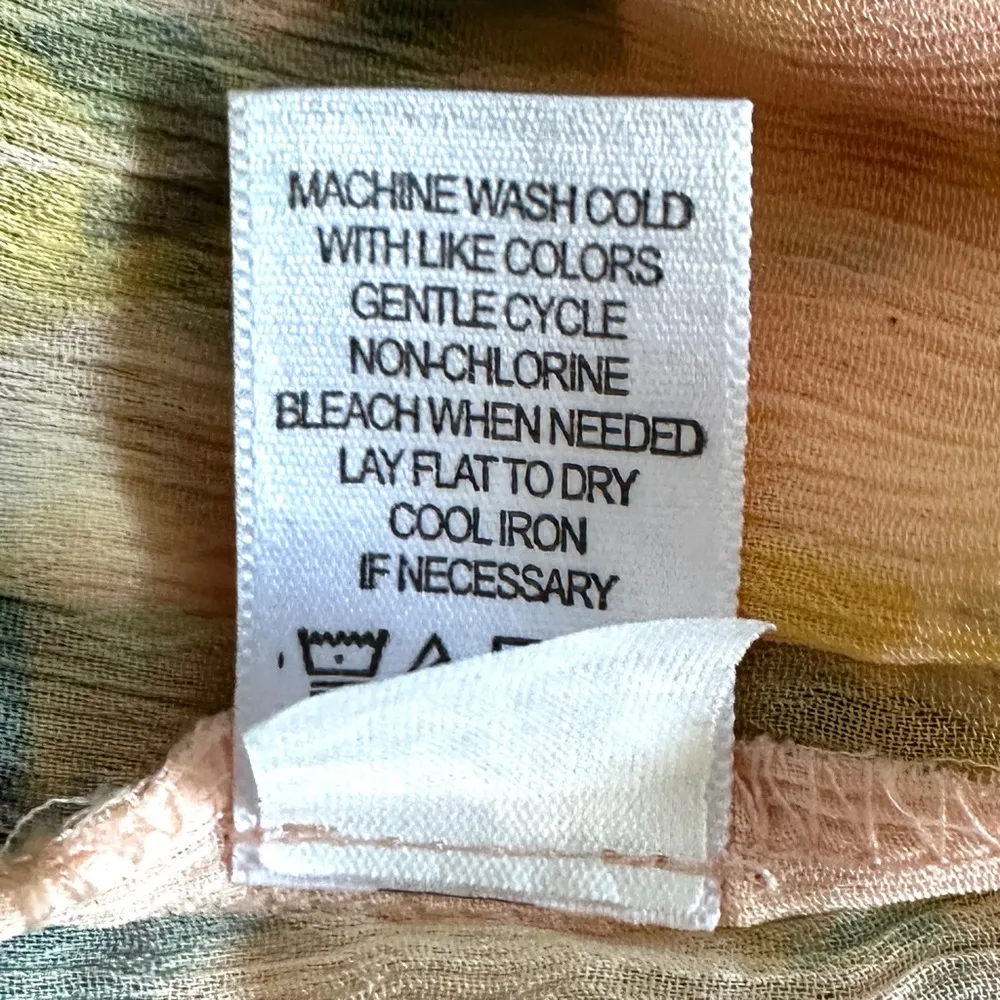 MACHINE WASH COLD
WITH LIKE COLORS
GENTLE CYCLE
NON-CHLORINE
BLEACH WHEN NEEDED
LAY FLAT TO DRY
COOL IRON
IF NECESSARY